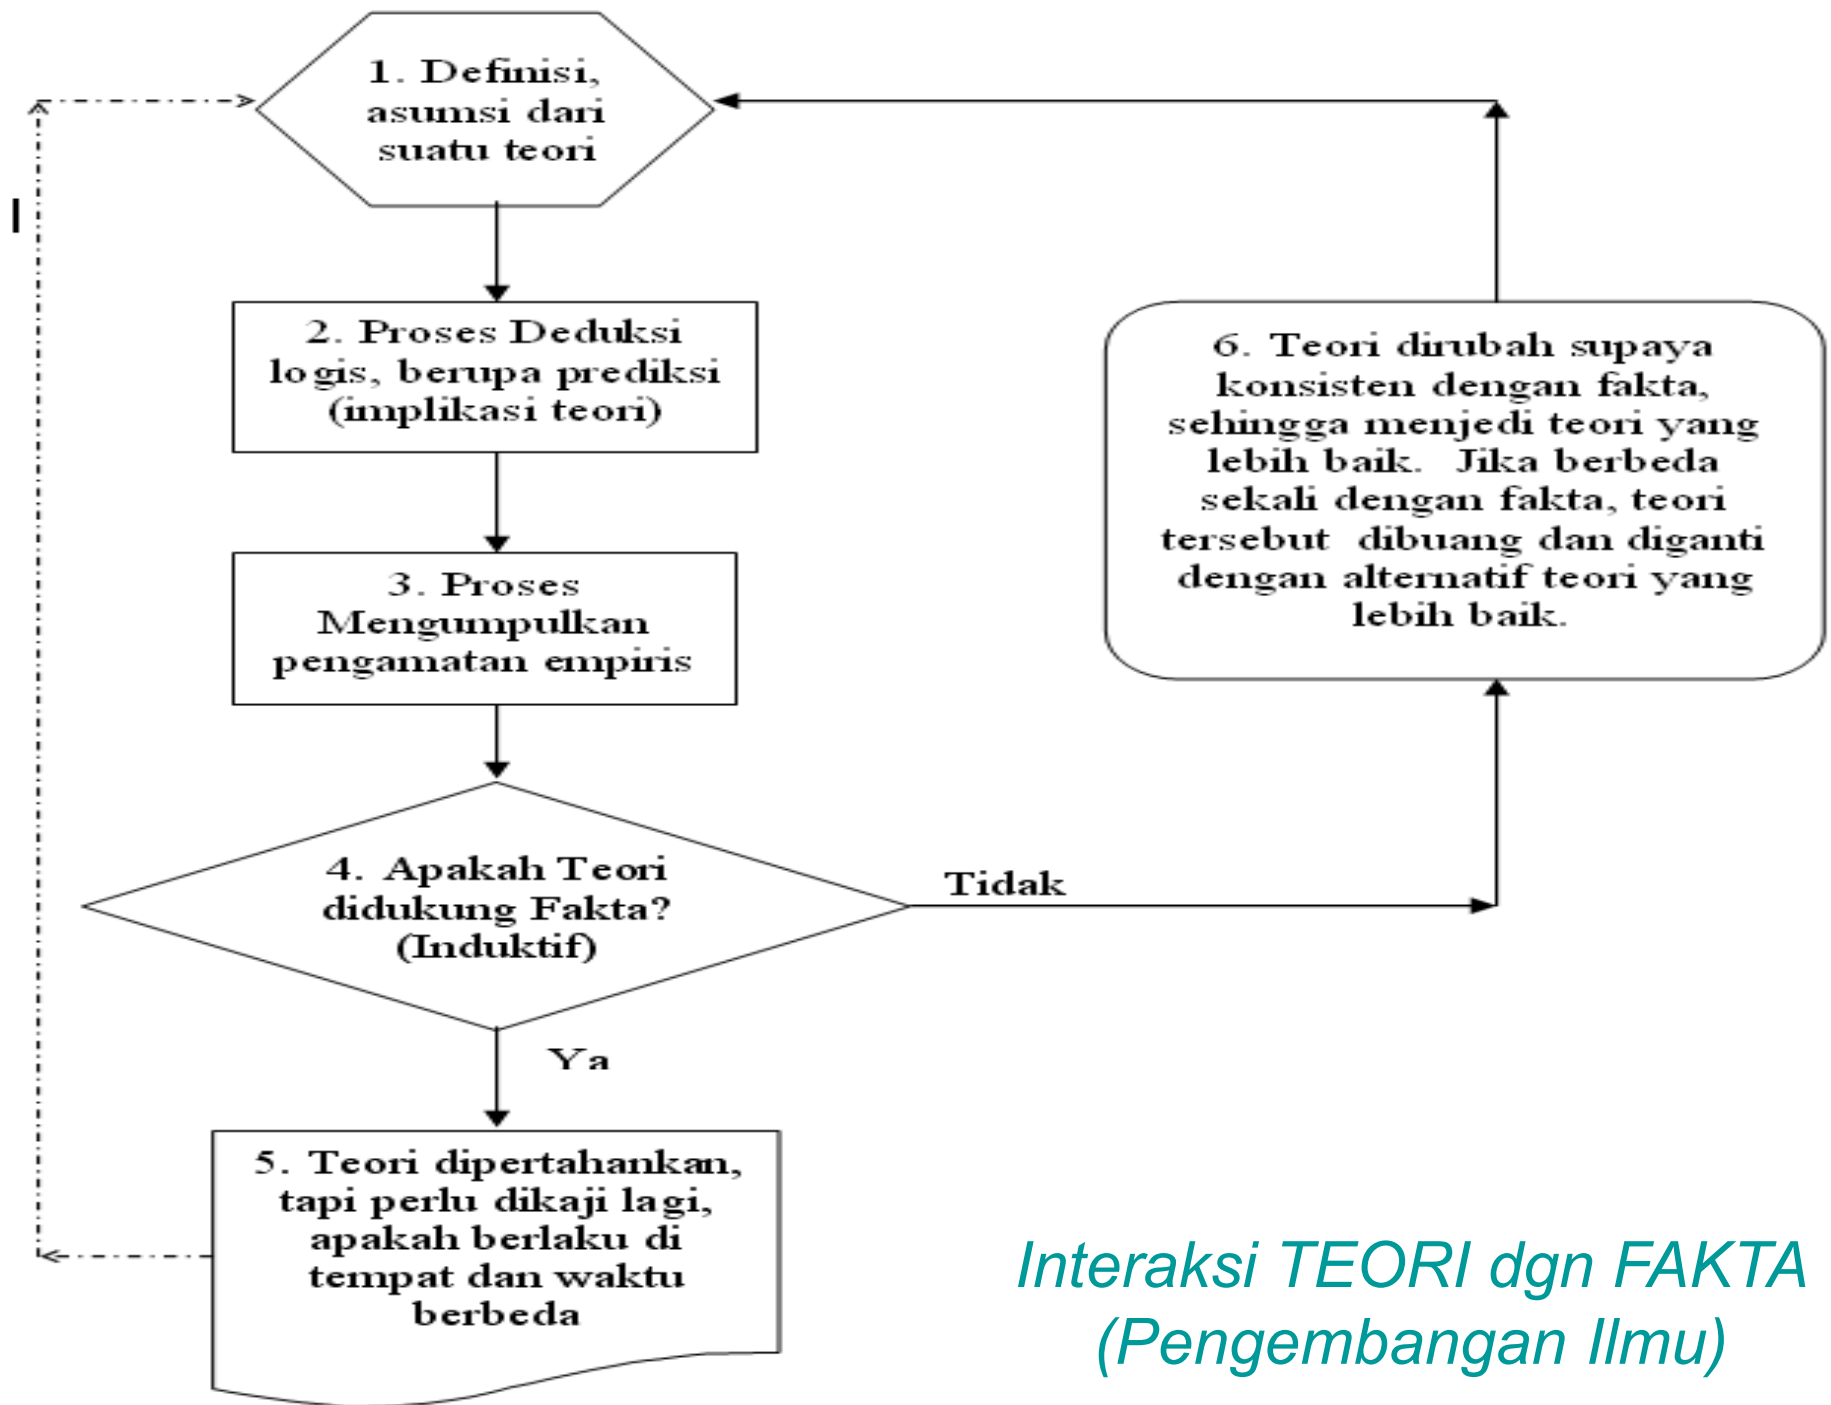 1. Definisi,
asumsi dari
suatu teori
I
2. Proses Deduksi
logis, berupa prediksi
(implikasi teori)
6. Teori dirubah supaya
konsisten dengan fakta,
sehingga menjedi teori yang
lebih baik. Jika berbeda
sekali dengan fakta, teori
tersebut dibuang dan diganti
dengan alternatif teori yang
lebih baik.
3. Proses
Mengumpulkan
pengamatan empiris
4. Apakah Teori
didukung Fakta?
(Induktif)
Tidak
Ya
5. Teori dipertahankan,
tapi perlu dikaji lagi,
apakah berlaku di
tempat dan waktu
berbeda
Interaksi TEORI dgn FAKTA
(Pengembangan Ilmu)